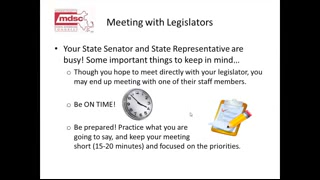 mdsc
Meeting with Legislators
• Your State Senator and State Representative are
busy! Some important things to keep in mind…
o Though you hope to meet directly with your legislator, you
may end up meeting with one of their staff members.
o Be ON TIME!
o Be prepared! Practice what you are
going to say, and keep your meeting
short (15-20 minutes) and focused on the priorities.